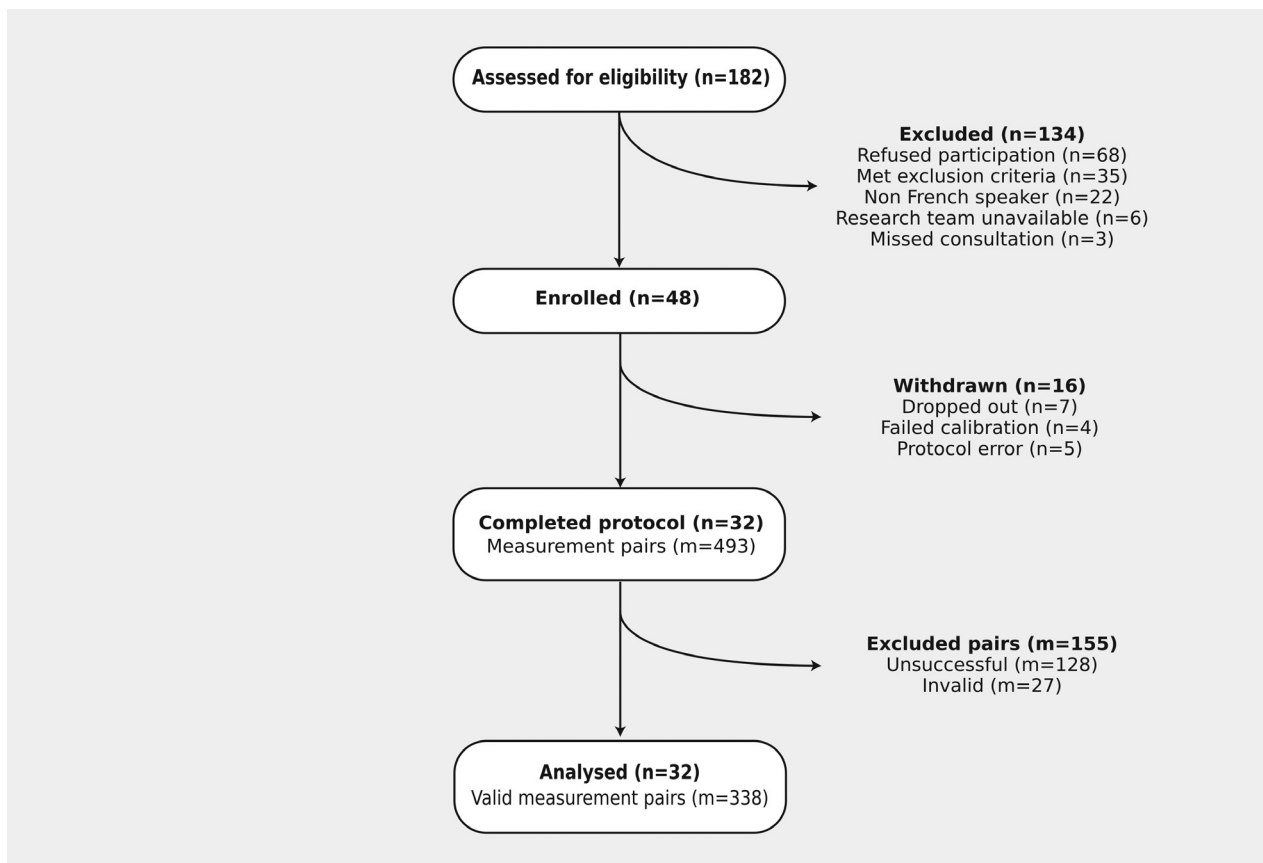 Assessed for eligibility (n=182)
Excluded (n=134)
Refused participation (n=68)
Met exclusion criteria (n=35)
Non French speaker (n=22)
Research team unavailable (n=6)
Missed consultation (n=3)
Enrolled (n=48)
Withdrawn (n=16)
Dropped out (n=7)
Failed calibration (n=4)
Protocol error (n=5)
Completed protocol (n=32)
Measurement pairs (m=493)
Excluded pairs (m=155)
Unsuccessful (m=128)
Invalid (m=27)
Analysed (n=32)
Valid measurement pairs (m=338)